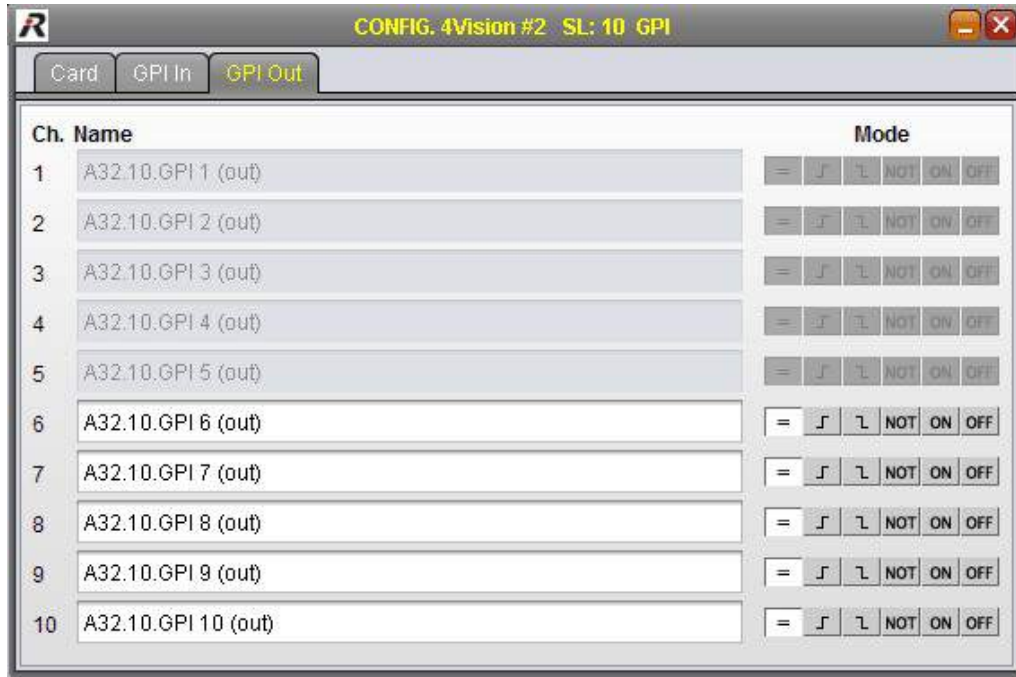 CONFIG. 4Vision #2 SL: 10 GPI
Card GPI In GPI Out
Ch. Name Mode
1 A32.10.GPI 1 (out) = NOT ON OFF
2 A32.10.GPI 2 (out) = NOT ON OFF
3 A32.10.GPI 3 (out) = NOT ON OFF
4 A32.10.GPI 4 (out) = NOT ON OFF
5 A32.10.GPI 5 (out) = NOT ON OFF
6 A32.10.GPI 6 (out) = NOT ON OFF
7 A32.10.GPI 7 (out) = NOT ON OFF
8 A32.10.GPI 8 (out) = NOT ON OFF
9 A32.10.GPI 9 (out) = NOT ON OFF
10 A32.10.GPI 10 (out) = NOT ON OFF